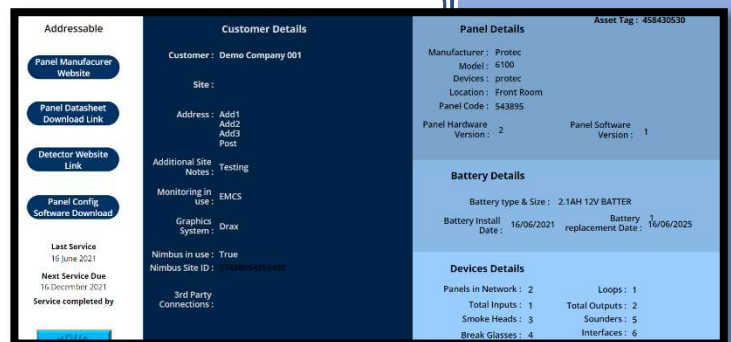 Asset Tag : 458430530
Addressable
Panel Manufacurer
Website
Panel Datasheet
Download Link
Detector Website
Link
Panel Config
Software Download
Last Service
16 June 2021
Next Service Due
16 December 2021
Service completed by
Customer Details
Customer : Demo Company 001
Site :
Address : Add1
Add2
Add3
Post
Additional Site
Notes : Testing
Monitoring in
use : EMCS
Graphics
System : Drax
Nimbus in use : True
Nimbus Site ID :
3rd Party
Connections :
Panel Details
Manufacturer : Protec
Model : 6100
Devices : protec
Location : Front Room
Panel Code : 543895
Panel Hardware
Version : 2
Panel Software
Version : 1
Battery Details
Battery type & Size : 2.1AH 12V BATTER
Battery Install
Date : 16/06/2021
Battery 1
replacement Date : 16/06/2025
Devices Details
Panels in Network : 2 Loops : 1
Total Inputs : 1 Total Outputs : 2
Smoke Heads : 3 Sounders : 5
Break Glasses : 4 Interfaces : 6